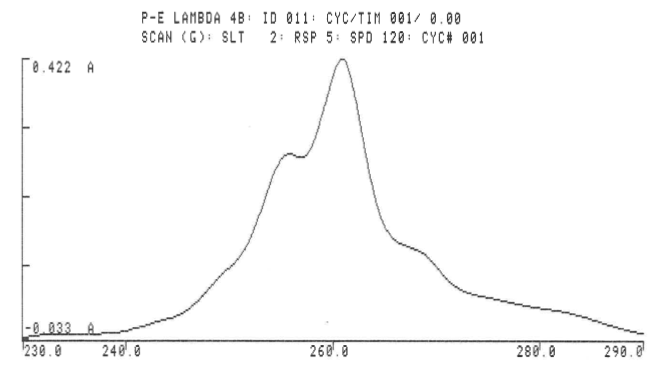 P-E LAMBDA 4B: ID 011: CYC/TIM 001/ 0.00
SCAN (G): SLT 2: RSP 5: SPD 120: CYC# 001
0.422 A
-0.033 A
230.0 240.0 260.0 280.0 290.0